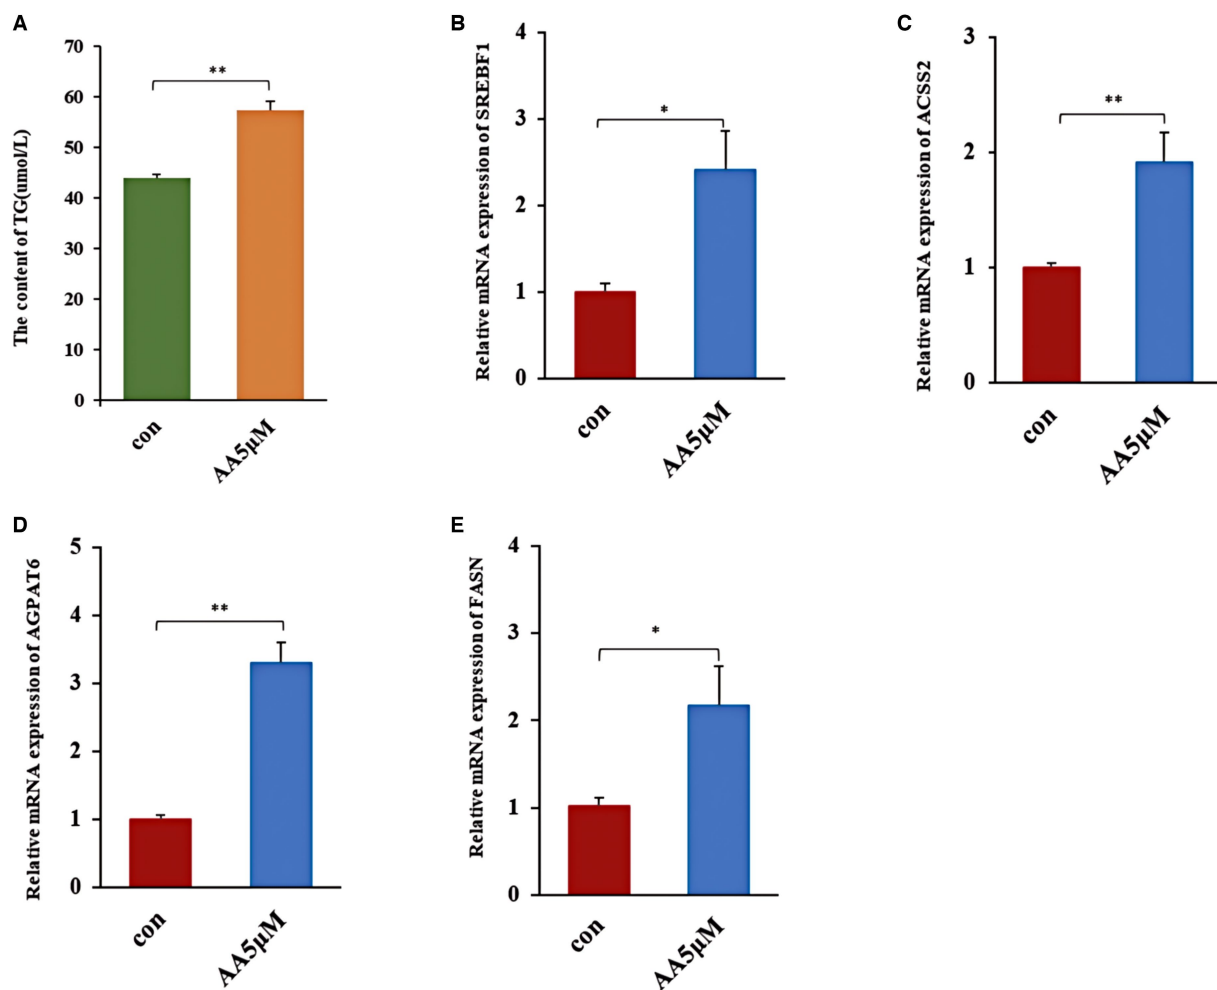 A
The content of TG(umol/L)
70
60
50
40
30
20
10
0
**
con
AA5μM
B
Relative mRNA expression of SREBF1
4
3
2
1
0
*
con
AA5μM
C
Relative mRNA expression of ACSS2
3
2
1
0
**
con
AA5μM
D
Relative mRNA expression of AGPAT6
5
4
3
2
1
0
**
con
AA5μM
E
Relative mRNA expression of FASN
4
3
2
1
0
*
con
AA5μM